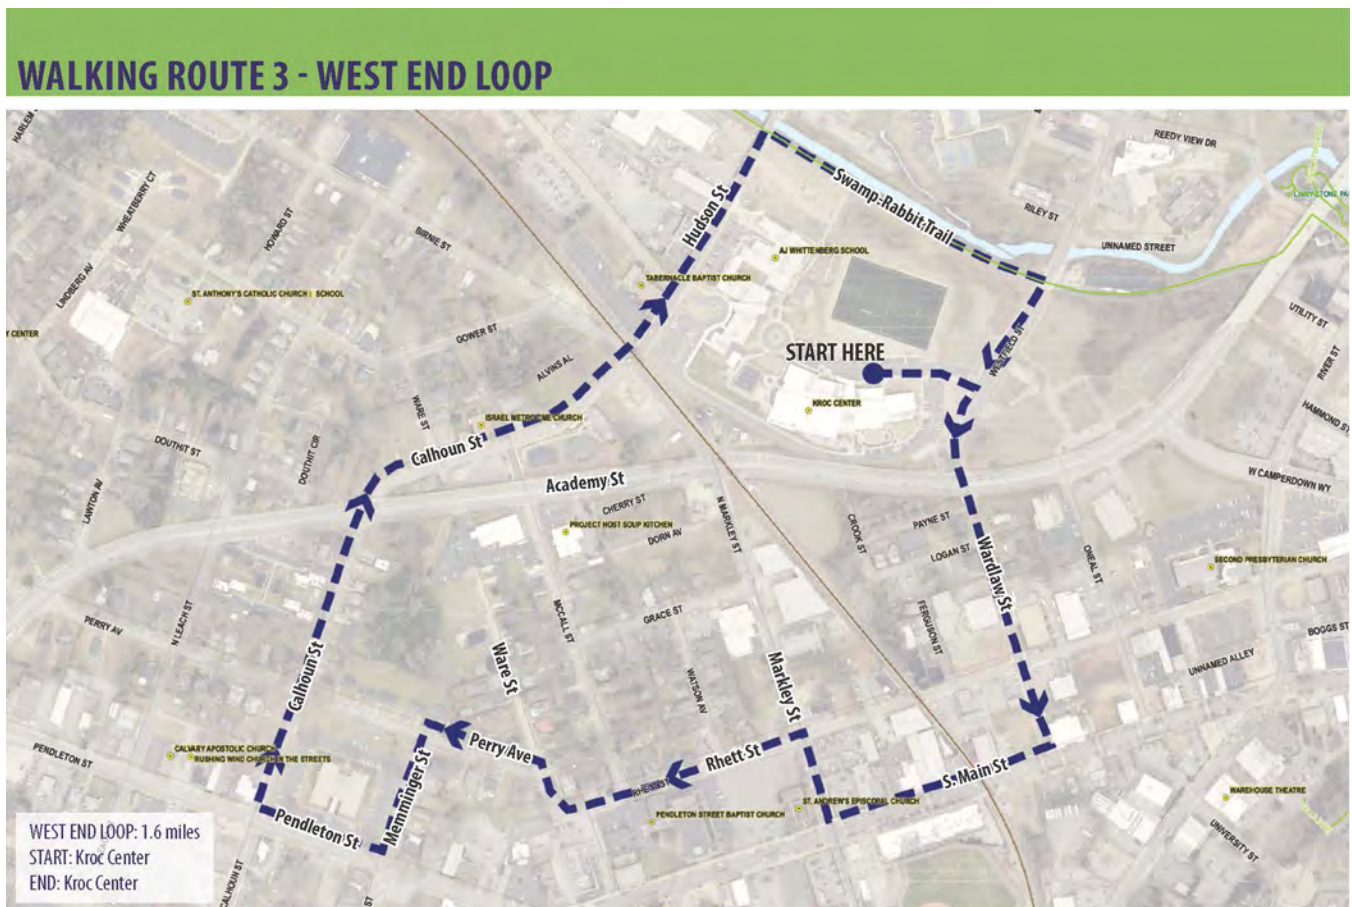 WALKING ROUTE 3 - WEST END LOOP
HARLEM
REEDY VIEW DR
WHEATBERRY CT
Hudson St
Swamp Rabbit Trail
HOWARD ST
BIRNIE ST
RILEY ST
UNNAMED STREET
AJ WHITTENBERG SCHOOL
LINDBERG AV
TABERNACLE BAPTIST CHURCH
ST. ANTHONY'S CATHOLIC CHURCH & SCHOOL
UTILITY ST
Y CENTER
GOWER ST
WESTFIELD ST
START HERE
ALVINS AL
RIVER ST
WARE ST
KROC CENTER
ISRAEL METRO CME CHURCH
HAMMOND ST
DOUTHIT ST
DOUTHIT CIR
Calhoun St
Academy St
W CAMPERDOWN WY
LAWTON AV
CHERRY ST
N MARKLEY ST
PROJECT HOST SOUP KITCHEN
DORN AV
CROOK ST
PAYNE ST
LOGAN ST
Wardlaw St
ONEAL ST
SECOND PRESBYTERIAN CHURCH
PERRY AV
N LEACH ST
MCCALL ST
GRACE ST
FERGUSON ST
BOGGS ST
UNNAMED ALLEY
Calhoun St
Ware St
WATSON AV
Markley St
PENDLETON ST
CALVARY APOSTOLIC CHURCH
RUSHING WIND CHURCH IN THE STREETS
Memminger St
Perry Ave
Rhett St
RHETT ST
S. Main St
WAREHOUSE THEATRE
Pendleton St
PENDLETON STREET BAPTIST CHURCH
ST. ANDREW'S EPISCOPAL CHURCH
UNIVERSITY ST
WEST END LOOP: 1.6 miles
START: Kroc Center
END: Kroc Center
CALHOUN ST
ST